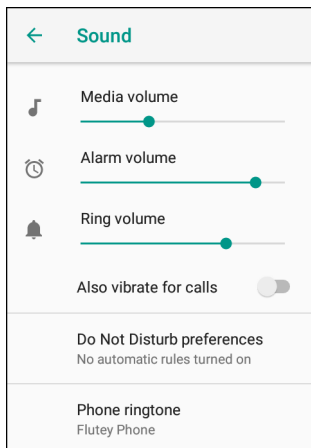 Sound
Media volume
Alarm volume
Ring volume
Also vibrate for calls
Do Not Disturb preferences
No automatic rules turned on
Phone ringtone
Flutey Phone